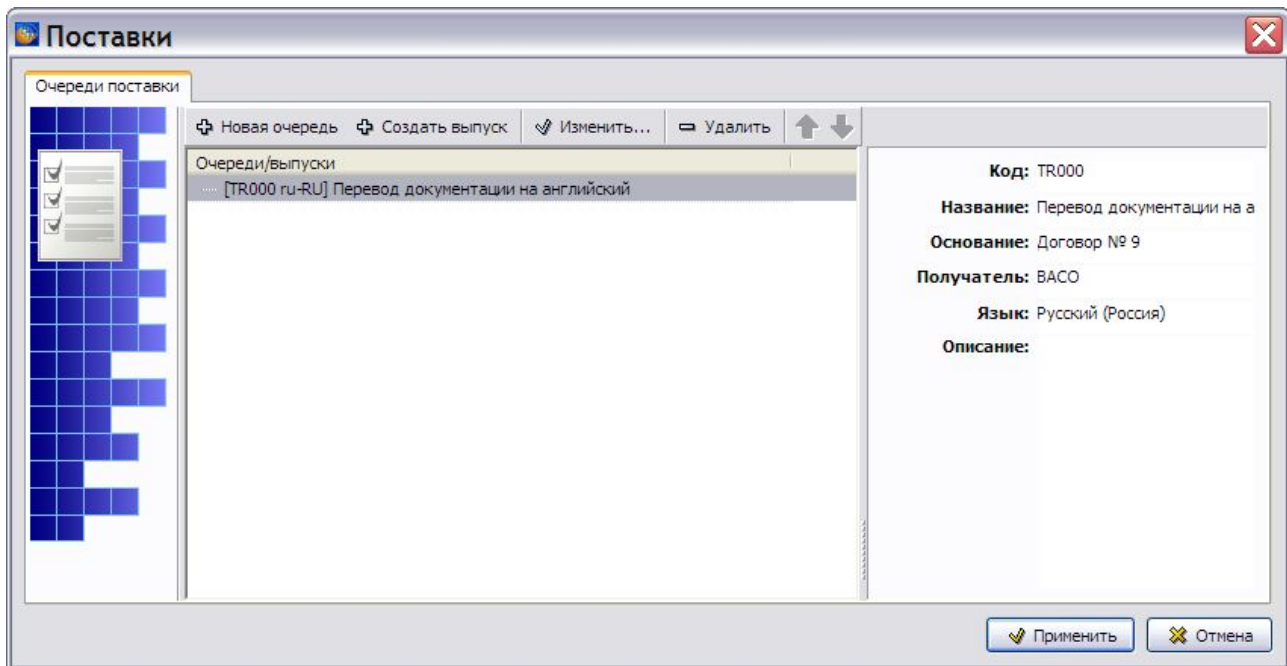 Поставки
Очереди поставки
Новая очередь Создать выпуск Изменить... Удалить
Очереди/выпуски
[TR000 ru-RU] Перевод документации на английский
Код: TR000
Название: Перевод документации на а
Основание: Договор № 9
Получатель: ВАСО
Язык: Русский (Россия)
Описание:
Применить Отмена